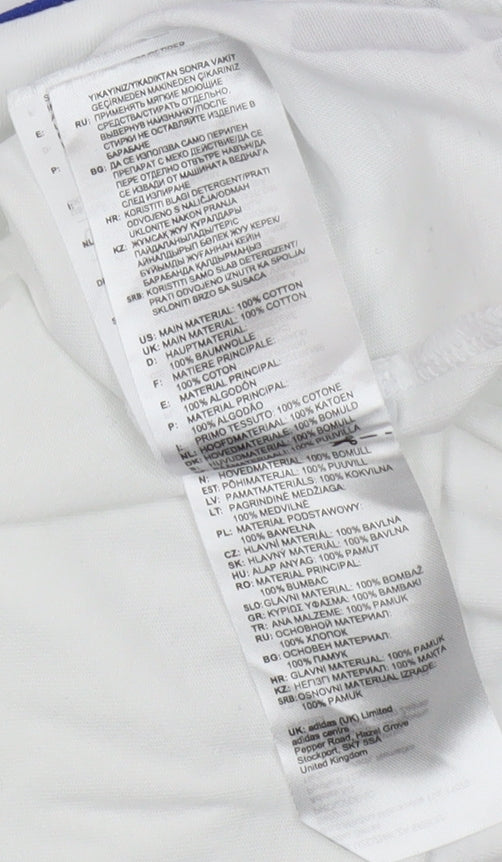 YIKAYINIZ/YIKADIKTAN SONRA VAKİT
GEÇİRMEDEN MAKİNEDEN ÇIKARINIZ
RU: ПРИМЕНЯТЬ МЯГКИЕ МОЮЩИЕ
СРЕДСТВА/СТИРАТЬ ОТДЕЛЬНО,
ВЫВЕРНУВ НАИЗНАНКУ/ПОСЛЕ
СТИРКИ НЕ ОСТАВЛЯЙТЕ ИЗДЕЛИЕ В
БАРАБАНЕ
BG: ДА СЕ ИЗПОЛЗВА САМО ПЕРИЛЕН
ПРЕПАРАТ С МЕКО ДЕЙСТВИЕ/ДА СЕ
ПЕРЕ ОТДЕЛНО ОТВЪТРЕ НАВЪН/ДА
СЕ ИЗВАДИ ОТ МАШИНАТА ВЕДНАГА
СЛЕД ИЗПИРАНЕ
HR: KORISTITI BLAGI DETERGENT/PRATI
ODVOJENO S NALIČJA/ODMAH
UKLONITE NAKON PRANJA
KZ: ЖҰМСАҚ ЖУУ ҚҰРАЛДАРЫ
ПАЙДАЛАНЫЛАДЫ/ТЕРІС
АЙНАЛДЫРЫП БӨЛЕК ЖУУ КЕРЕК/
БҰЙЫМДЫ ЖУҒАННАН КЕЙІН
БАРАБАНДА ҚАЛДЫРМАҢЫЗ
SRB: KORISTITI SAMO SLAB DETERDZENT/
PRATI ODVOJENO IZNUTR KA SPOLJA/
SKLONITI BRZO SA SUSACA
US: MAIN MATERIAL: 100% COTTON
UK: MAIN MATERIAL: 100% COTTON
D: HAUPTMATERIAL:
100% BAUMWOLLE
F: MATIERE PRINCIPALE:
100% COTON
E: MATERIAL PRINCIPAL:
100% ALGODÓN
P: MATERIAL PRINCIPAL:
100% ALGODÃO
I: PRIMO TESSUTO: 100% COTONE
NL: HOOFDMATERIAAL: 100% KATOEN
DK: HOVEDMATERIALE: 100% BOMULD
100% BOMULL
100% PUUVILLA
N: HOVEDMATERIAL: 100% BOMULL
EST: PÕHIMATERJAL: 100% PUUVILL
LV: PAMATMATERIĀLS: 100% KOKVILNA
LT: PAGRINDINĖ MEDŽIAGA:
100% MEDVILNĖ
PL: MATERIAŁ PODSTAWOWY:
100% BAWEŁNA
CZ: HLAVNÍ MATERIÁL: 100% BAVLNA
SK: HLAVNÝ MATERIÁL: 100% BAVLNA
HU: ALAP ANYAG: 100% PAMUT
RO: MATERIAL PRINCIPAL:
100% BUMBAC
SLO: GLAVNI MATERIAL: 100% BOMBAŽ
GR: ΚΥΡΙΟΣ ΥΦΑΣΜΑ: 100% ΒΑΜΒΑΚΙ
TR: ANA MALZEME: 100% PAMUK
RU: ОСНОВНОЙ МАТЕРИАЛ:
100% ХЛОПОК
BG: ОСНОВЕН МАТЕРИАЛ:
100% ПАМУК
HR: GLAVNI MATERIJAL: 100% PAMUK
KZ: НЕГІЗГІ МАТЕРИАЛ: 100% МАҚТА
SRB: OSNOVNI MATERIJAL IZRADE:
100% PAMUK
UK: adidas (UK) Limited
adidas centre
Pepper Road, Hazel Grove
Stockport, SK7 5SA
United Kingdom
E:
P:
NL